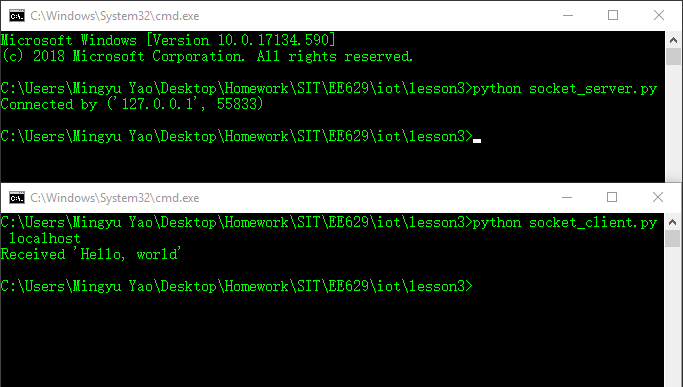 C:\Windows\System32\cmd.exe
Microsoft Windows [Version 10.0.17134.590]
(c) 2018 Microsoft Corporation. All rights reserved.
C:\Users\Mingyu Yao\Desktop\Homework\SIT\EE629\iot\lesson3>python socket_server.py
Connected by ('127.0.0.1', 55833)
C:\Users\Mingyu Yao\Desktop\Homework\SIT\EE629\iot\lesson3>
C:\Windows\System32\cmd.exe
C:\Users\Mingyu Yao\Desktop\Homework\SIT\EE629\iot\lesson3>python socket_client.py
localhost
Received 'Hello, world'
C:\Users\Mingyu Yao\Desktop\Homework\SIT\EE629\iot\lesson3>